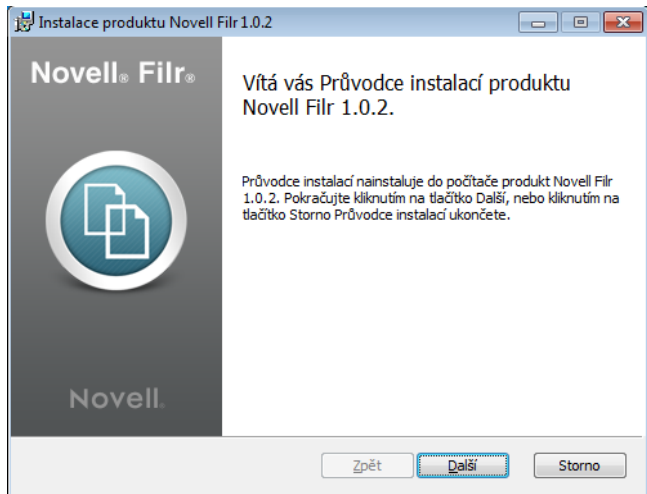 Instalace produktu Novell Filr 1.0.2
Novell® Filr®
Vítá vás Průvodce instalací produktu
Novell Filr 1.0.2.
Průvodce instalací nainstaluje do počítače produkt Novell Filr
1.0.2. Pokračujte kliknutím na tlačítko Další, nebo kliknutím na
tlačítko Storno Průvodce instalací ukončete.
Novell®
Zpět
Další
Storno